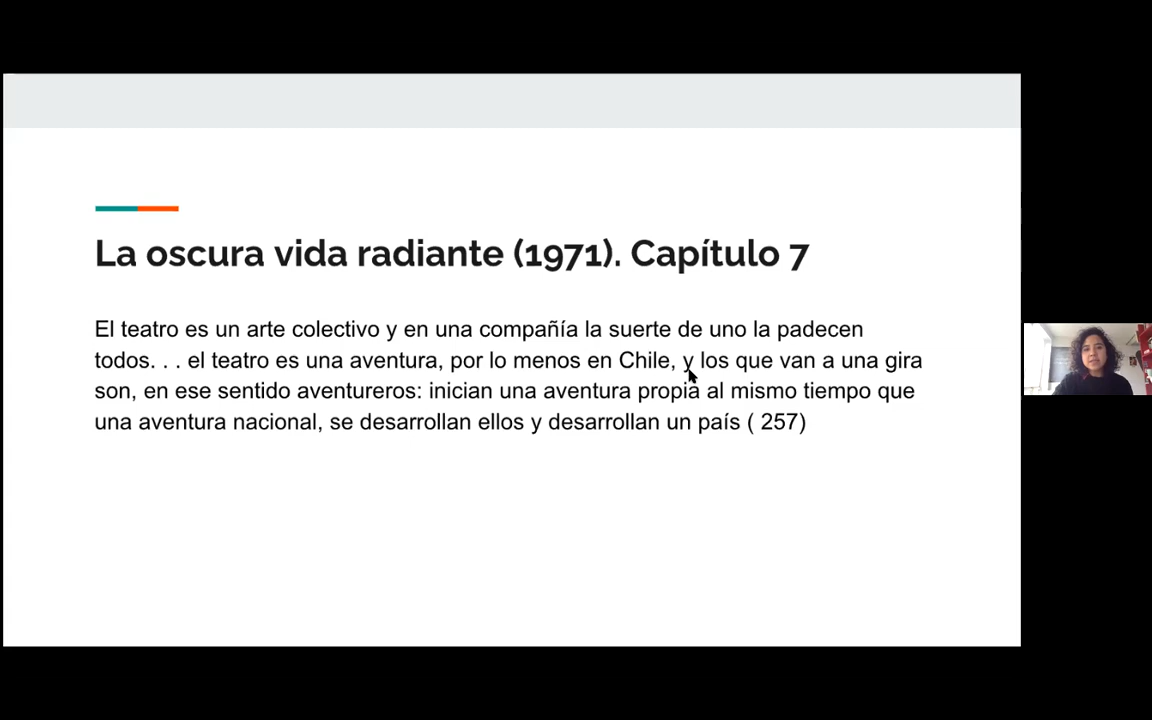 La oscura vida radiante (1971). Capítulo 7
El teatro es un arte colectivo y en una compañía la suerte de uno la padecen
todos. . . el teatro es una aventura, por lo menos en Chile, y los que van a una gira
son, en ese sentido aventureros: inician una aventura propia al mismo tiempo que
una aventura nacional, se desarrollan ellos y desarrollan un país ( 257)